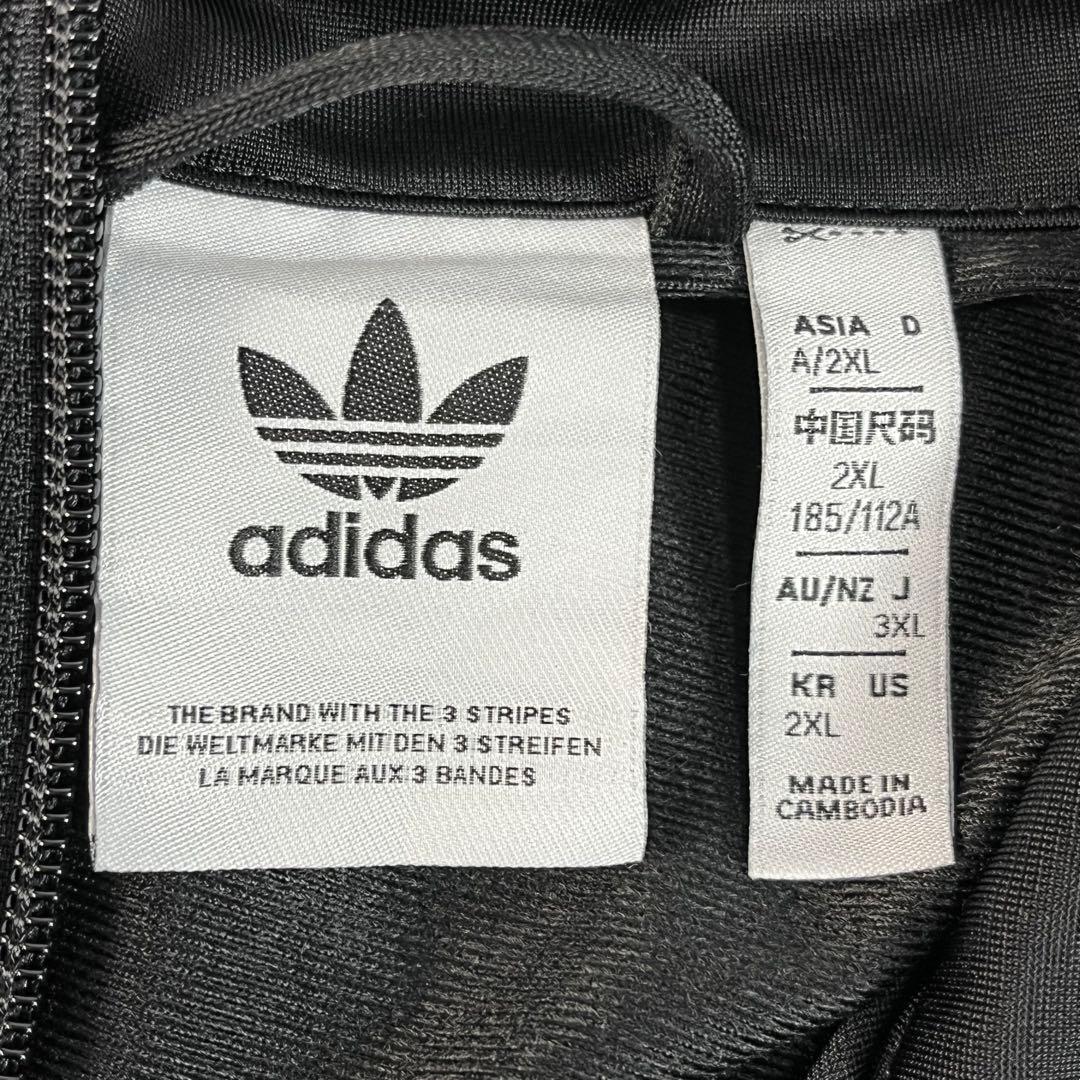 adidas
THE BRAND WITH THE 3 STRIPES
DIE WELTMARKE MIT DEN 3 STREIFEN
LA MARQUE AUX 3 BANDES
ASIA D
A/2XL
中国尺码
2XL
185/112A
AU/NZ J
3XL
KR US
2XL
MADE IN
CAMBODIA